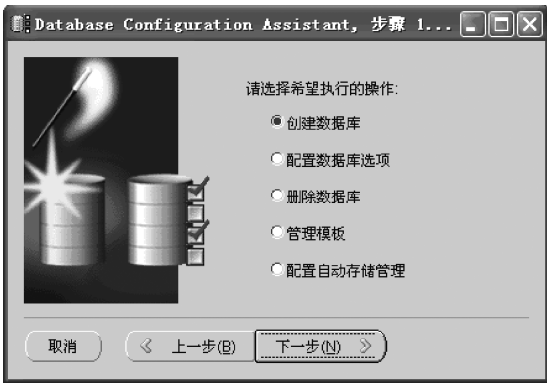 Database Configuration Assistant, 步骤 1...
请选择希望执行的操作:
创建数据库
配置数据库选项
删除数据库
管理模板
配置自动存储管理
取消
上一步(B)
下一步(N)